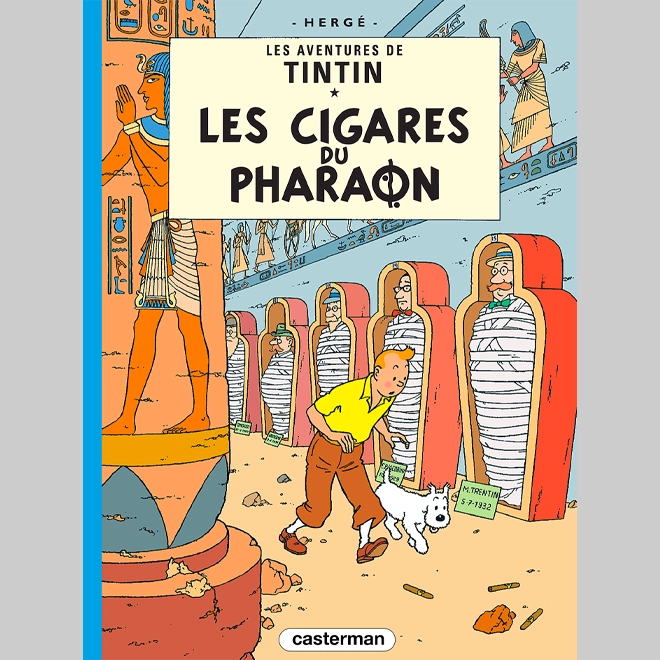 - HERGÉ -
LES AVENTURES DE
TINTIN
LES CIGARES
DU
PHARAON
M. TRENTIN
5-7-1932
casterman